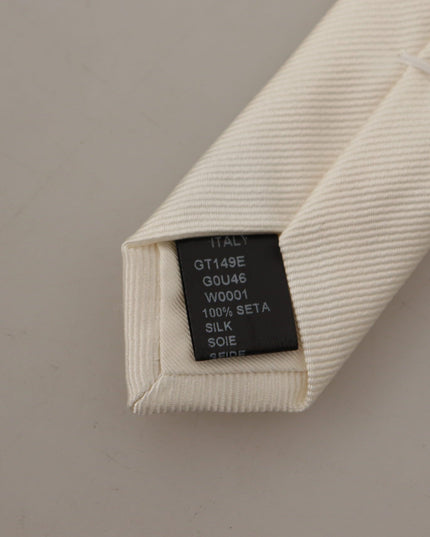 ITALY
GT149E
G0U46
W0001
100% SETA
SILK
SOIE
SEIDE